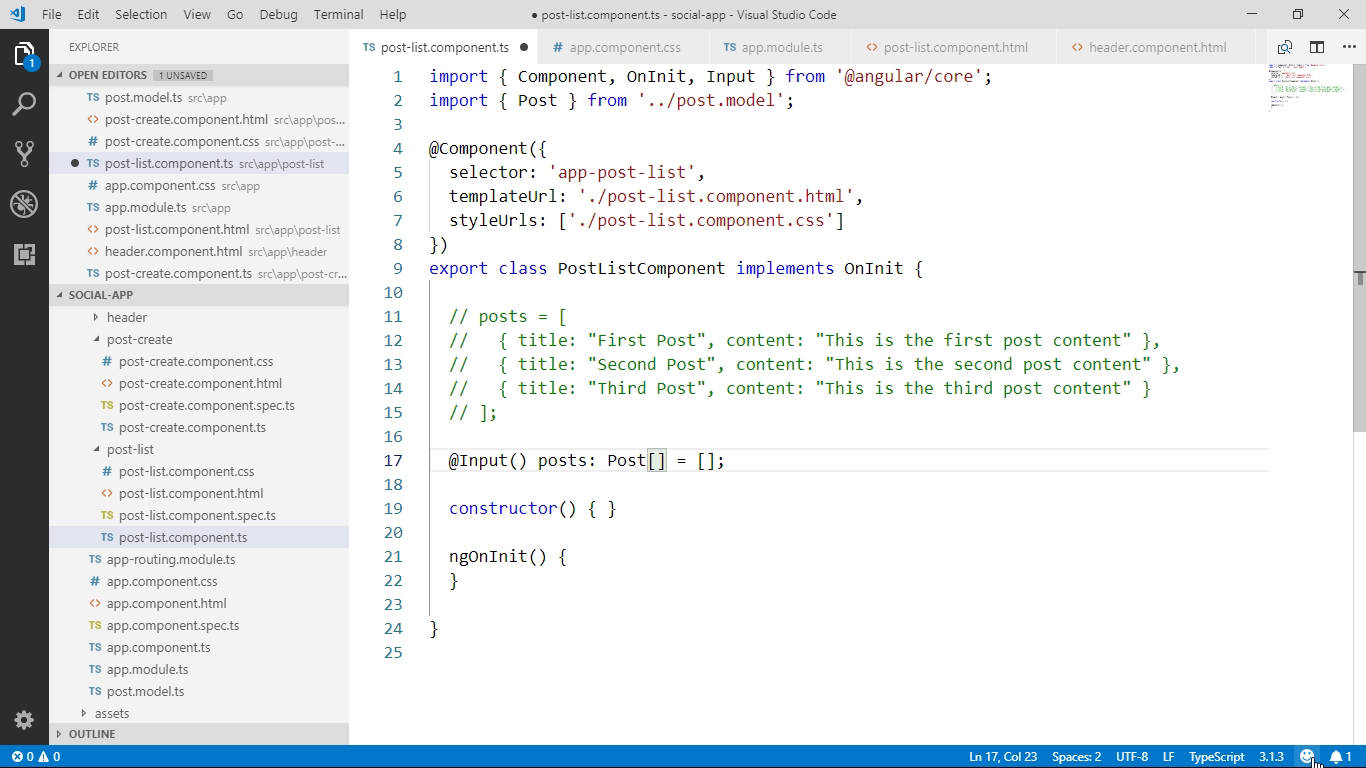 File Edit Selection View Go Debug Terminal Help ● post-list.component.ts - social-app - Visual Studio Code
EXPLORER
1
OPEN EDITORS 1 UNSAVED
TS post.model.ts src\app
<> post-create.component.html src\app\pos...
# post-create.component.css src\app\post-...
● TS post-list.component.ts src\app\post-list
# app.component.css src\app
TS app.module.ts src\app
<> post-list.component.html src\app\post-list
<> header.component.html src\app\header
TS post-create.component.ts src\app\post-cr...
SOCIAL-APP
header
post-create
# post-create.component.css
<> post-create.component.html
TS post-create.component.spec.ts
TS post-create.component.ts
post-list
# post-list.component.css
<> post-list.component.html
TS post-list.component.spec.ts
TS post-list.component.ts
TS app-routing.module.ts
# app.component.css
<> app.component.html
TS app.component.spec.ts
TS app.component.ts
TS app.module.ts
TS post.model.ts
assets
OUTLINE
TS post-list.component.ts ● # app.component.css TS app.module.ts <> post-list.component.html <> header.component.html
1 import { Component, OnInit, Input } from '@angular/core';
2 import { Post } from '../post.model';
3
4 @Component({
5 selector: 'app-post-list',
6 templateUrl: './post-list.component.html',
7 styleUrls: ['./post-list.component.css']
8 })
9 export class PostListComponent implements OnInit {
10
11 // posts = [
12 // { title: "First Post", content: "This is the first post content" },
13 // { title: "Second Post", content: "This is the second post content" },
14 // { title: "Third Post", content: "This is the third post content" }
15 // ];
16
17 @Input() posts: Post[] = [];
18
19 constructor() { }
20
21 ngOnInit() {
22 }
23
24 }
25
0 0 Ln 17, Col 23 Spaces: 2 UTF-8 LF TypeScript 3.1.3 1